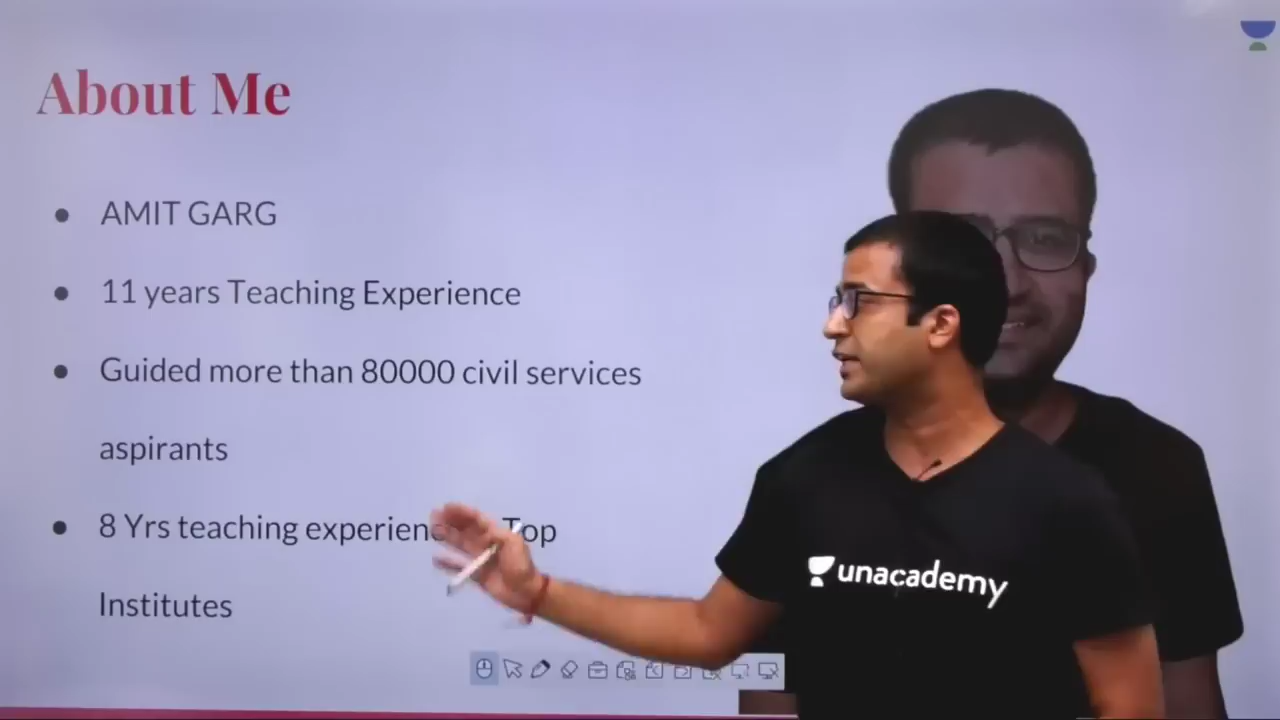 About Me
● AMIT GARG
● 11 years Teaching Experience
● Guided more than 80000 civil services
aspirants
● 8 Yrs teaching experienc Top
Institutes
unacademy